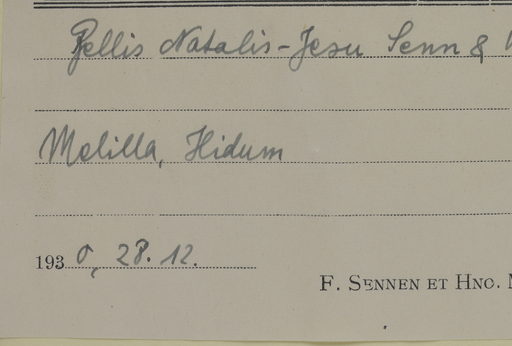 Bellis Natalis-Jesu Senn &
Melilla, Hidum
1930, 28.12.
F. Sennen et Hno.